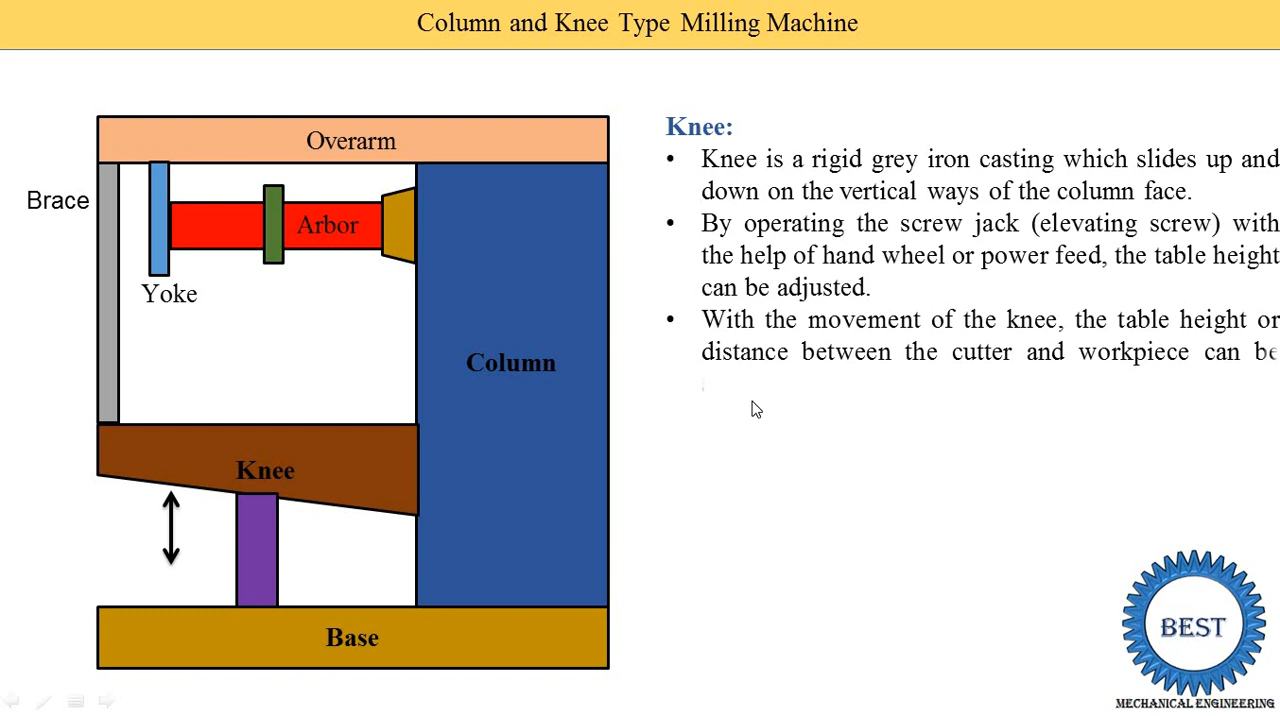 Column and Knee Type Milling Machine
Overarm
Brace
Arbor
Yoke
Column
Knee
Base
Knee:
• Knee is a rigid grey iron casting which slides up and
down on the vertical ways of the column face.
• By operating the screw jack (elevating screw) with
the help of hand wheel or power feed, the table height
can be adjusted.
• With the movement of the knee, the table height or
distance between the cutter and workpiece can be
BEST
MECHANICAL ENGINEERING